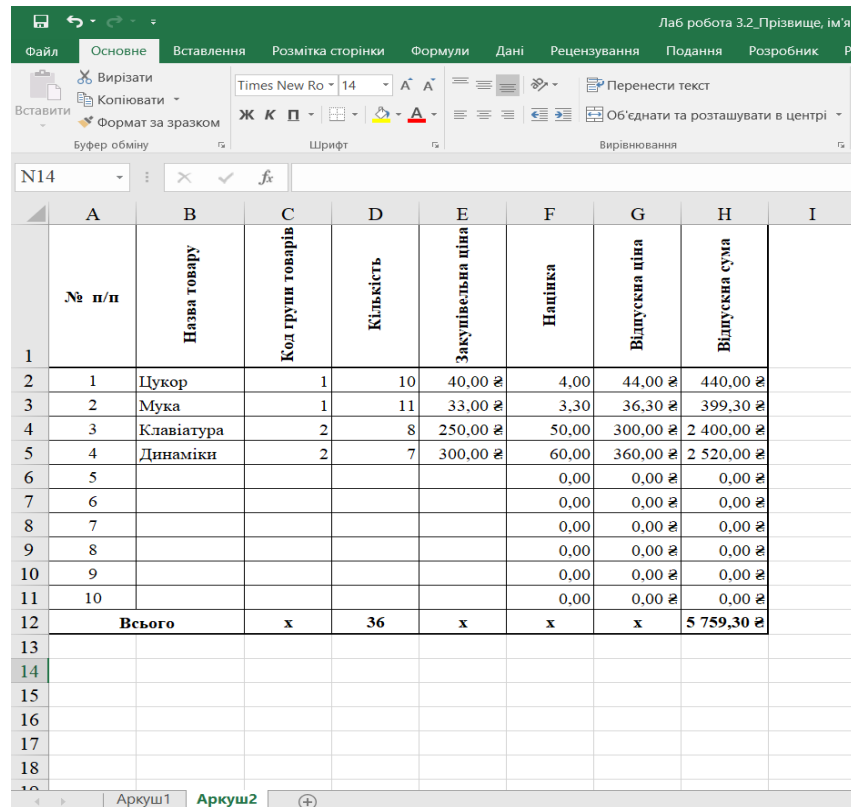 Лаб робота 3.2_Прізвище, ім'я
Файл Основне Вставлення Розмітка сторінки Формули Дані Рецензування Подання Розробник
Вставити
Вирізати
Копіювати
Формат за зразком
Буфер обміну
Times New Ro 14
Ж К П
Шрифт
Перенести текст
Об'єднати та розташувати в центрі
Вирівнювання
N14 fx
A B C D E F G H I
1 № п/п Назва товару Код групи товарів Кількість Закупівельна ціна Націнка Відпускна ціна Відпускна сума
2 1 Цукор 1 10 40,00 ₴ 4,00 44,00 ₴ 440,00 ₴
3 2 Мука 1 11 33,00 ₴ 3,30 36,30 ₴ 399,30 ₴
4 3 Клавіатура 2 8 250,00 ₴ 50,00 300,00 ₴ 2 400,00 ₴
5 4 Динаміки 2 7 300,00 ₴ 60,00 360,00 ₴ 2 520,00 ₴
6 5 0,00 0,00 ₴ 0,00 ₴
7 6 0,00 0,00 ₴ 0,00 ₴
8 7 0,00 0,00 ₴ 0,00 ₴
9 8 0,00 0,00 ₴ 0,00 ₴
10 9 0,00 0,00 ₴ 0,00 ₴
11 10 0,00 0,00 ₴ 0,00 ₴
12 Всього х 36 х х х 5 759,30 ₴
13
14
15
16
17
18
Аркуш1 Аркуш2